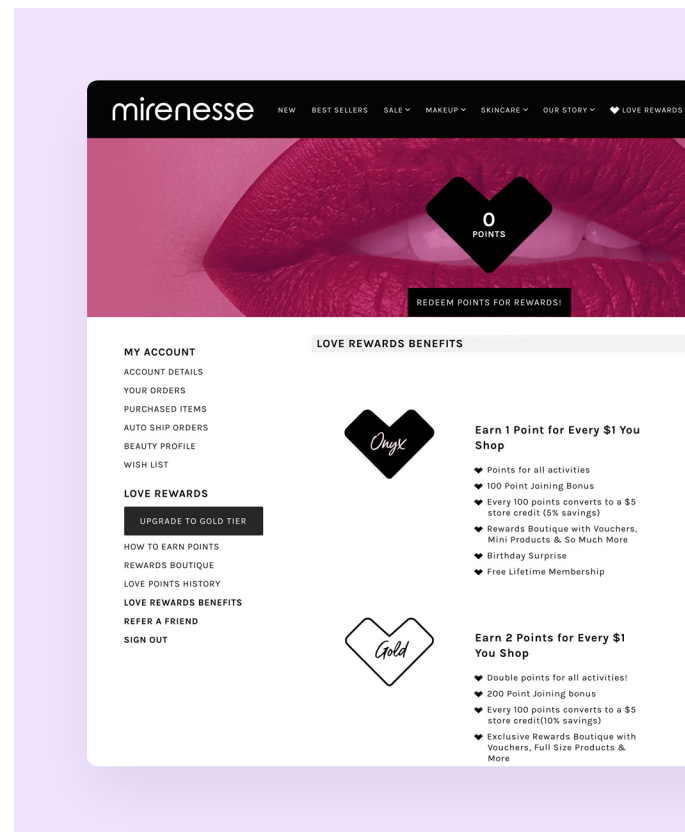 mirenesse
NEW BEST SELLERS SALE MAKEUP SKINCARE OUR STORY LOVE REWARDS
0
POINTS
REDEEM POINTS FOR REWARDS!
MY ACCOUNT
ACCOUNT DETAILS
YOUR ORDERS
PURCHASED ITEMS
AUTO SHIP ORDERS
BEAUTY PROFILE
WISH LIST
LOVE REWARDS
UPGRADE TO GOLD TIER
HOW TO EARN POINTS
REWARDS BOUTIQUE
LOVE POINTS HISTORY
LOVE REWARDS BENEFITS
REFER A FRIEND
SIGN OUT
LOVE REWARDS BENEFITS
Onyx
Earn 1 Point for Every $1 You
Shop
Points for all activities
100 Point Joining Bonus
Every 100 points converts to a $5
store credit (5% savings)
Rewards Boutique with Vouchers,
Mini Products & So Much More
Birthday Surprise
Free Lifetime Membership
Gold
Earn 2 Points for Every $1
You Shop
Double points for all activities!
200 Point Joining bonus
Every 100 points converts to a $5
store credit(10% savings)
Exclusive Rewards Boutique with
Vouchers, Full Size Products &
More